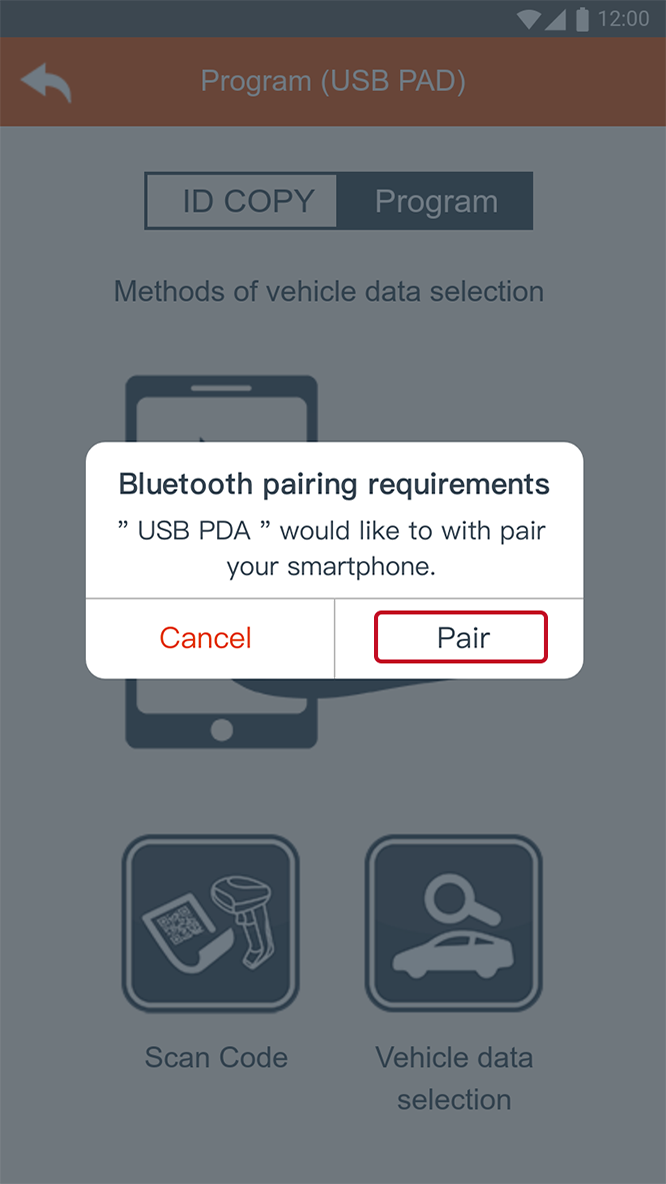 12:00
Program (USB PAD)
ID COPY
Program
Methods of vehicle data selection
Bluetooth pairing requirements
” USB PDA ” would like to with pair
your smartphone.
Cancel
Pair
Scan Code
Vehicle data
selection